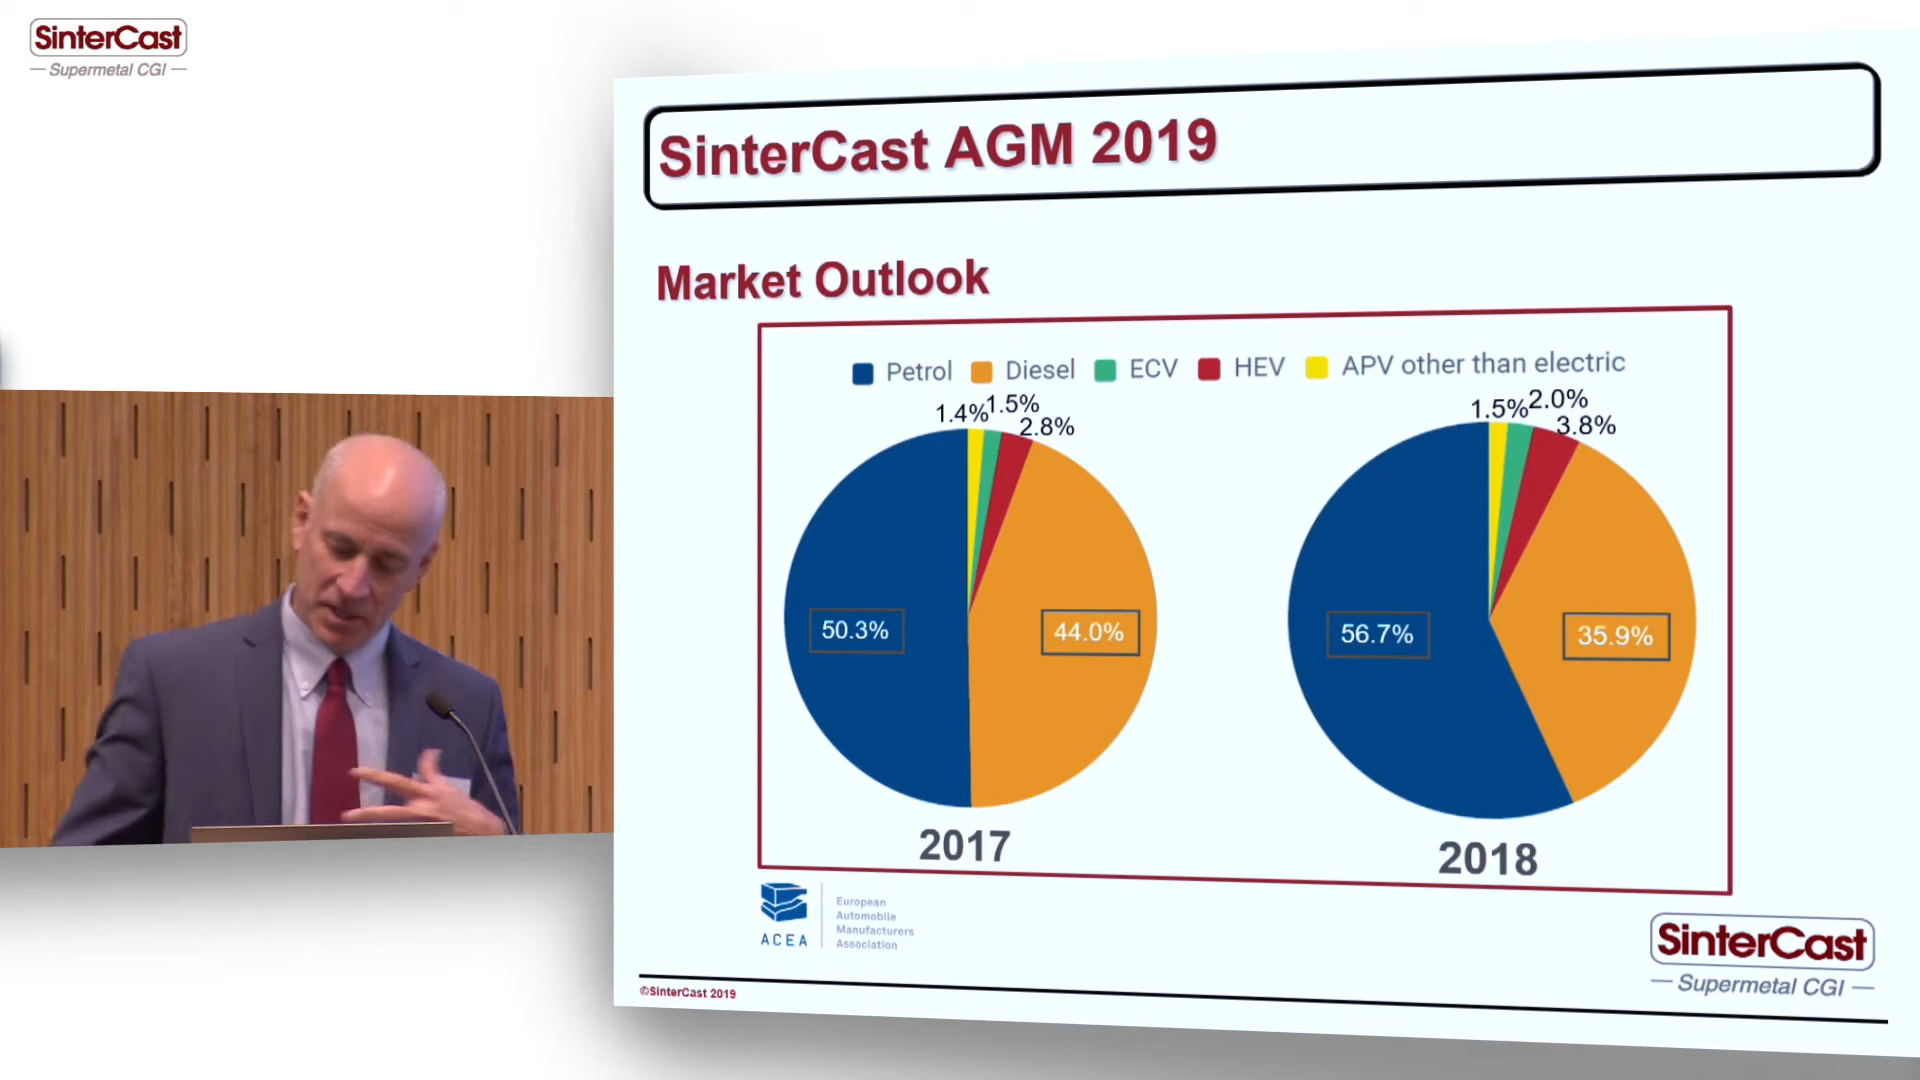 SinterCast
Supermetal CGI
SinterCast AGM 2019
Market Outlook
Petrol Diesel ECV HEV APV other than electric
1.4% 1.5% 2.8%
1.5% 2.0% 3.8%
50.3% 44.0%
56.7% 35.9%
2017
2018
ACEA
European
Automobile
Manufacturers
Association
SinterCast
Supermetal CGI
©SinterCast 2019